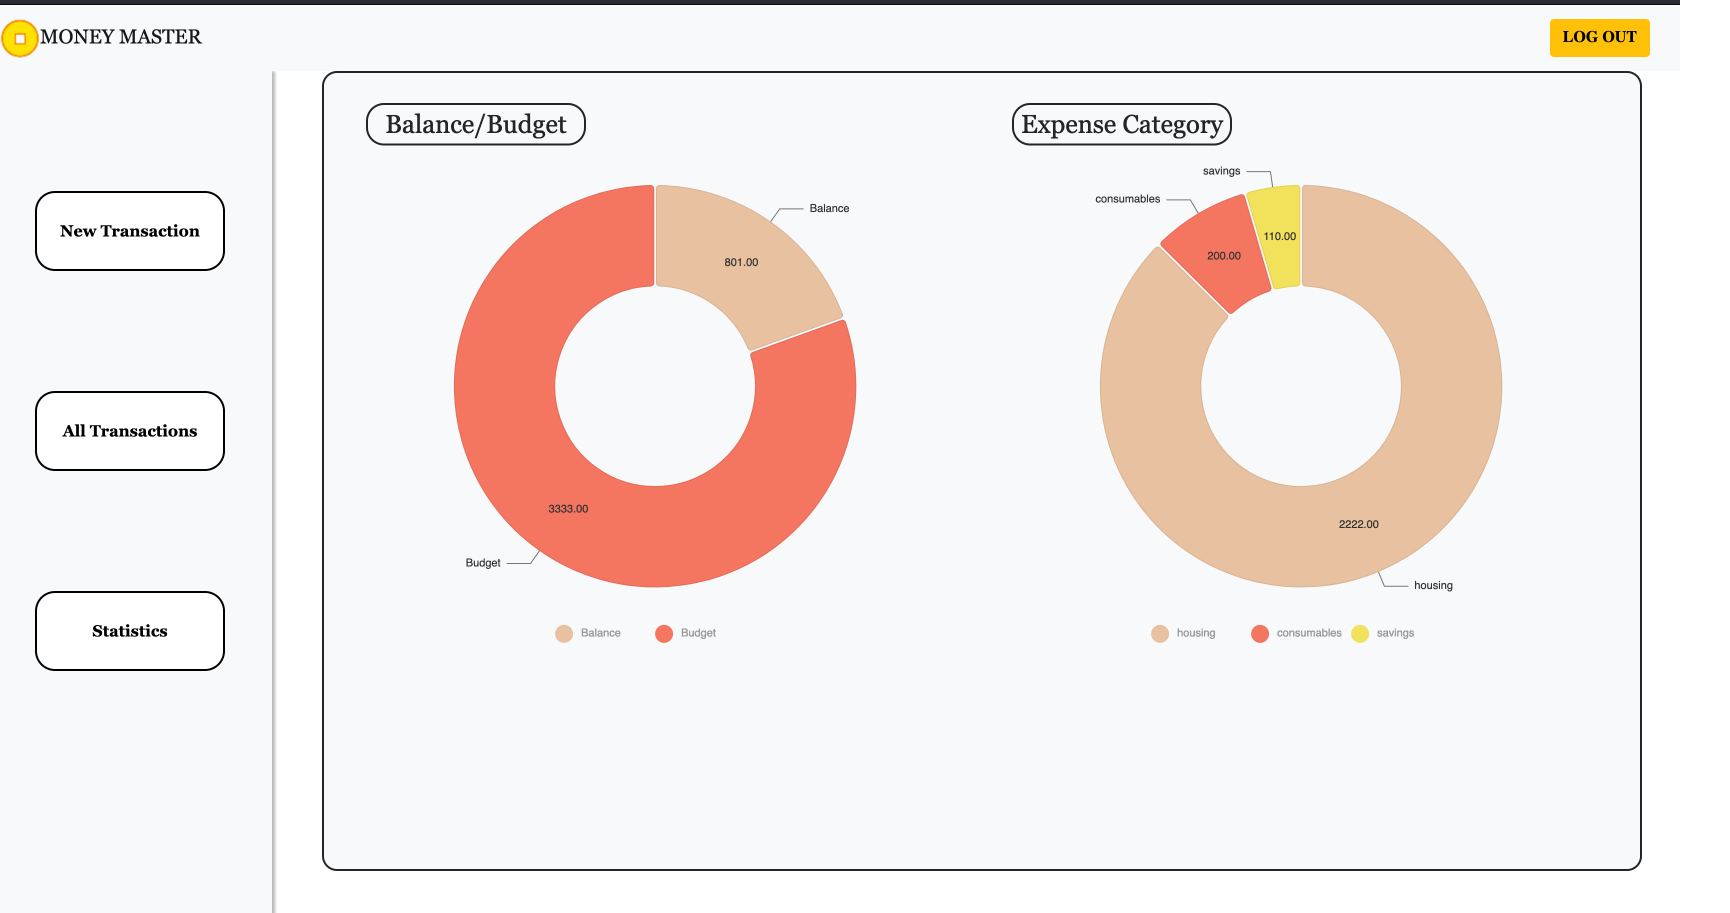 MONEY MASTER
LOG OUT
New Transaction
All Transactions
Statistics
Balance/Budget
Balance
801.00
3333.00
Budget
Balance
Budget
Expense Category
savings
consumables
110.00
200.00
2222.00
housing
housing
consumables
savings